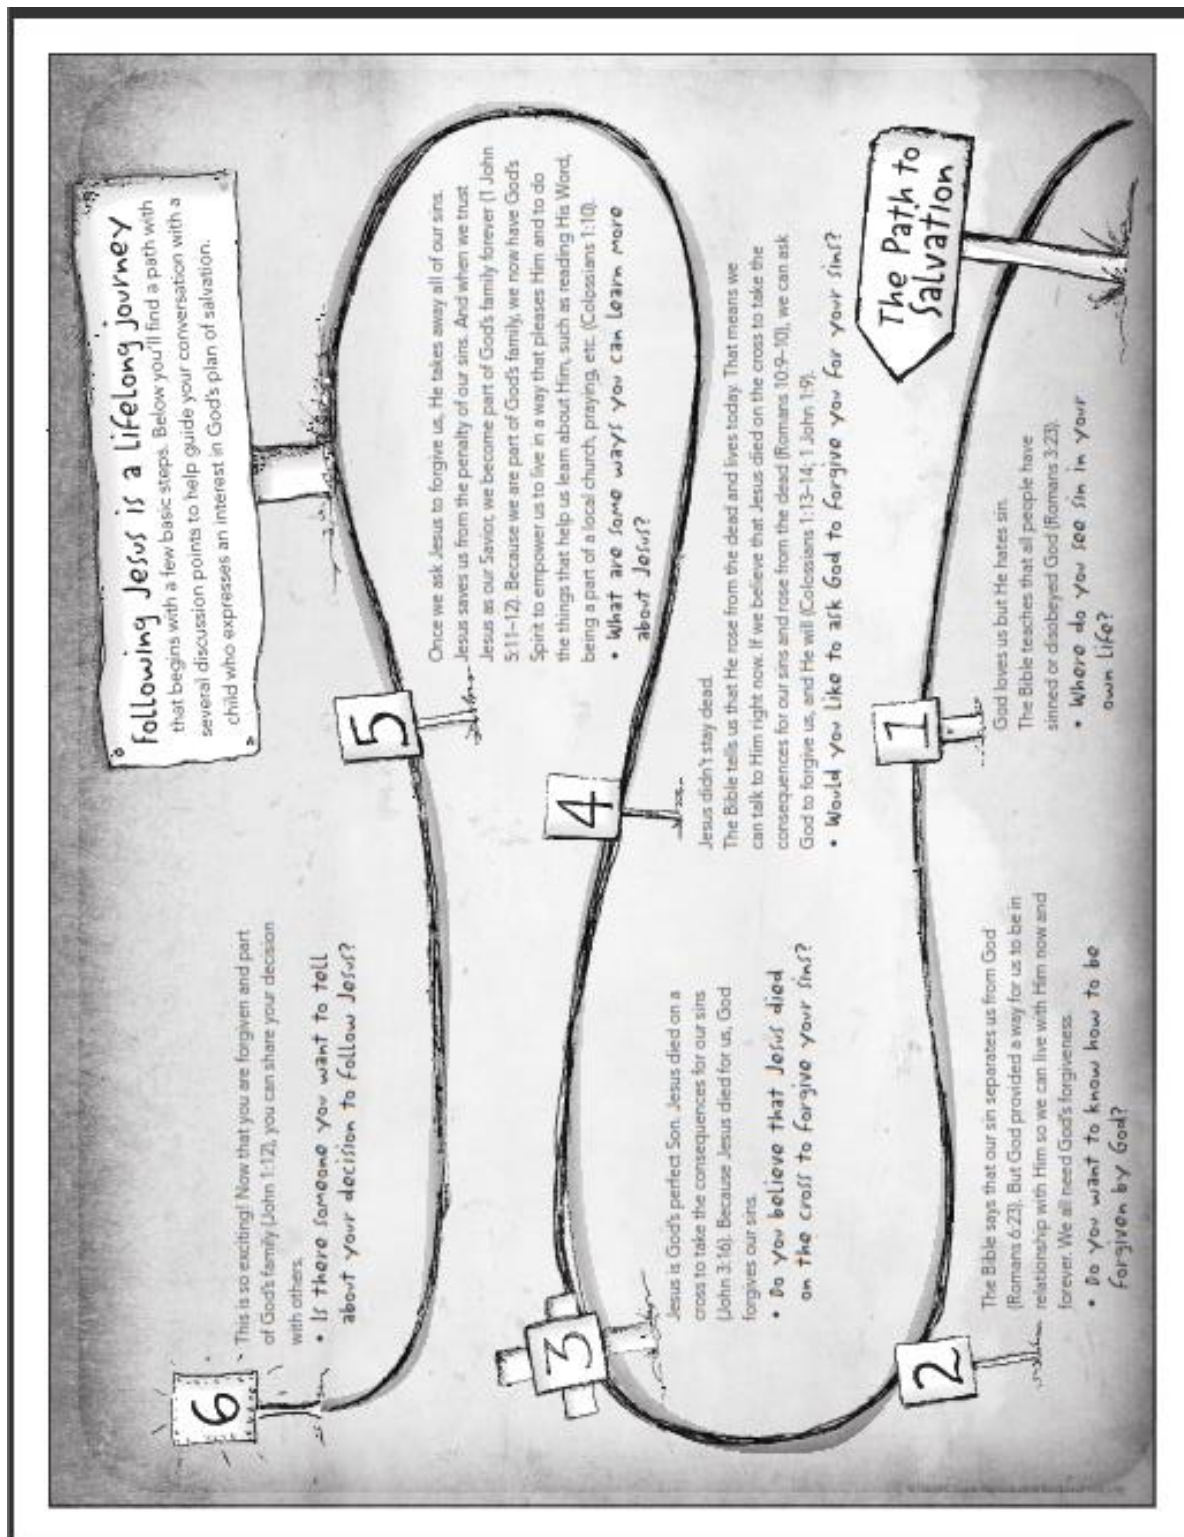 Following Jesus is a lifelong journey
that begins with a few basic steps. Below you'll find a path with
several discussion points to help guide your conversation with a
child who expresses an interest in God's plan of salvation.
The Path to
Salvation
1
God loves us but He hates sin.
The Bible teaches that all people have
sinned or disobeyed God (Romans 3:23).
• Where do you see sin in your
own life?
2
The Bible says that our sin separates us from God
(Romans 6:23). But God provided a way for us to be in
relationship with Him so we can live with Him now and
forever. We all need God's forgiveness.
• Do you want to know how to be
forgiven by God?
3
Jesus is God's perfect Son. Jesus died on a
cross to take the consequences for our sins
(John 3:16). Because Jesus died for us, God
forgives our sins.
• Do you believe that Jesus died
on the cross to forgive your sins?
4
Jesus didn't stay dead.
The Bible tells us that He rose from the dead and lives today. That means we
can talk to Him right now. If we believe that Jesus died on the cross to take the
consequences for our sins and rose from the dead (Romans 10:9–10), we can ask
God to forgive us, and He will (Colossians 1:13–14; 1 John 1:9).
• Would you like to ask God to forgive you for your sins?
5
Once we ask Jesus to forgive us, He takes away all of our sins.
Jesus saves us from the penalty of our sins. And when we trust
Jesus as our Savior, we become part of God's family forever (1 John
5:11–12). Because we are part of God's family, we now have God's
Spirit to empower us to live in a way that pleases Him and to do
the things that help us learn about Him, such as reading His Word,
being a part of a local church, praying, etc. (Colossians 1:10).
• What are some ways you can learn more
about Jesus?
6
This is so exciting! Now that you are forgiven and part
of God's family (John 1:12), you can share your decision
with others.
• Is there someone you want to tell
about your decision to follow Jesus?